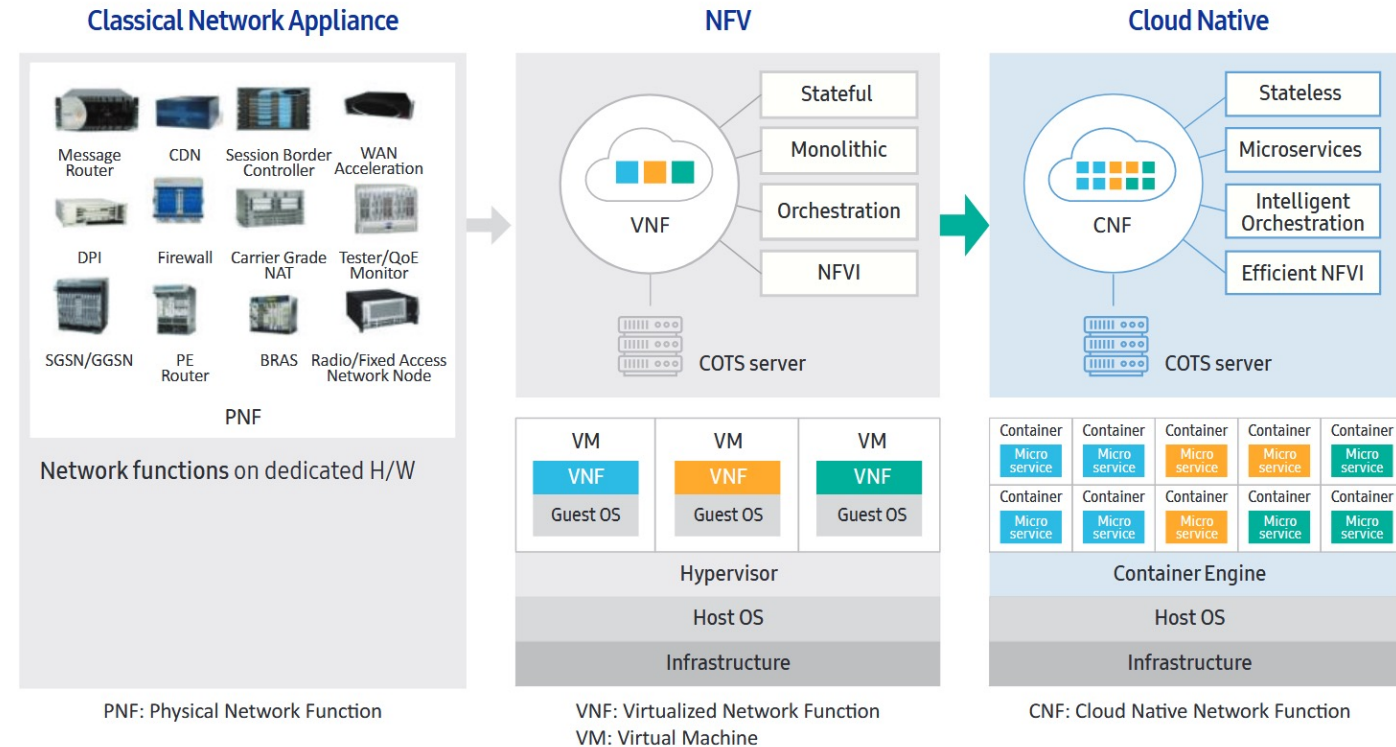 Classical Network Appliance
Message
Router
CDN
Session Border
Controller
WAN
Acceleration
DPI
Firewall
Carrier Grade
NAT
Tester/QoE
Monitor
SGSN/GGSN
PE
Router
BRAS
Radio/Fixed Access
Network Node
PNF
Network functions on dedicated H/W
PNF: Physical Network Function
NFV
VNF
Stateful
Monolithic
Orchestration
NFVI
COTS server
VM
VNF
Guest OS
VM
VNF
Guest OS
VM
VNF
Guest OS
Hypervisor
Host OS
Infrastructure
VNF: Virtualized Network Function
VM: Virtual Machine
Cloud Native
CNF
Stateless
Microservices
Intelligent
Orchestration
Efficient NFVI
COTS server
Container
Micro
service
Container
Micro
service
Container
Micro
service
Container
Micro
service
Container
Micro
service
Container
Micro
service
Container
Micro
service
Container
Micro
service
Container
Micro
service
Container
Micro
service
Container Engine
Host OS
Infrastructure
CNF: Cloud Native Network Function